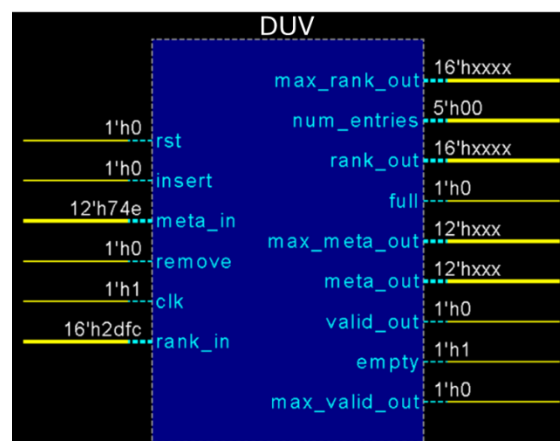 DUV
1'h0 rst
1'h0 insert
12'h74e meta_in
1'h0 remove
1'h1 clk
16'h2dfc rank_in
max_rank_out 16'hxxxx
num_entries 5'h00
rank_out 16'hxxxx
full 1'h0
max_meta_out 12'hxxx
meta_out 12'hxxx
valid_out 1'h0
empty 1'h1
max_valid_out 1'h0